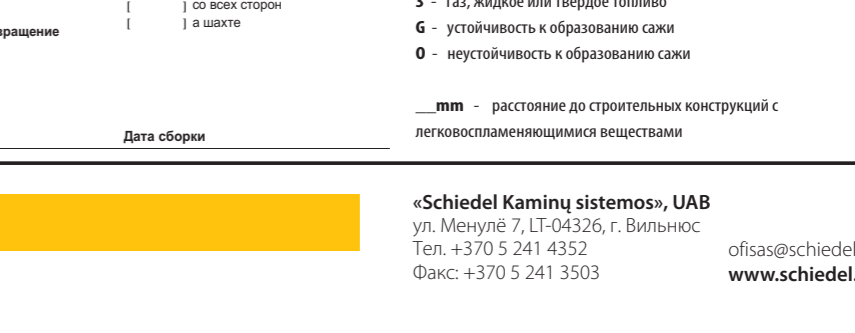 [ ] со всех сторон
[ ] а шахте
Дата сборки
3 - газ, жидкое или твердое топливо
G - устойчивость к образованию сажи
O - неустойчивость к образованию сажи
__mm - расстояние до строительных конструкций с
легковоспламеняющимися веществами
«Schiedel Kaminų sistemos», UAB
ул. Менулё 7, LT-04326, г. Вильнюс
Тел. +370 5 241 4352
Факс: +370 5 241 3503
ofisas@schiedel
www.schiedel.